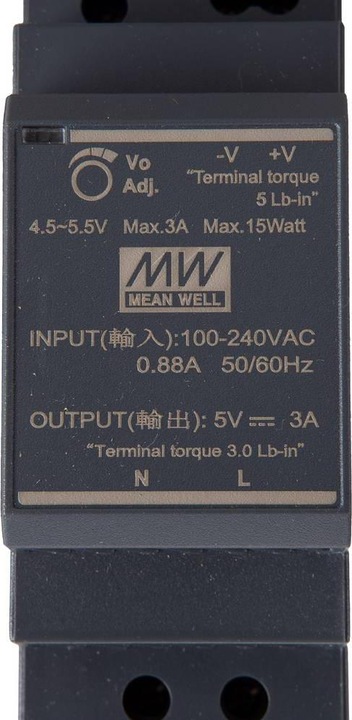 Vo -V +V
Adj. "Terminal torque
5 Lb-in"
4.5~5.5V Max.3A Max.15Watt
MW
MEAN WELL
INPUT(輸入):100-240VAC
0.88A 50/60Hz
OUTPUT(輸出): 5V⎓ 3A
"Terminal torque 3.0 Lb-in"
N L